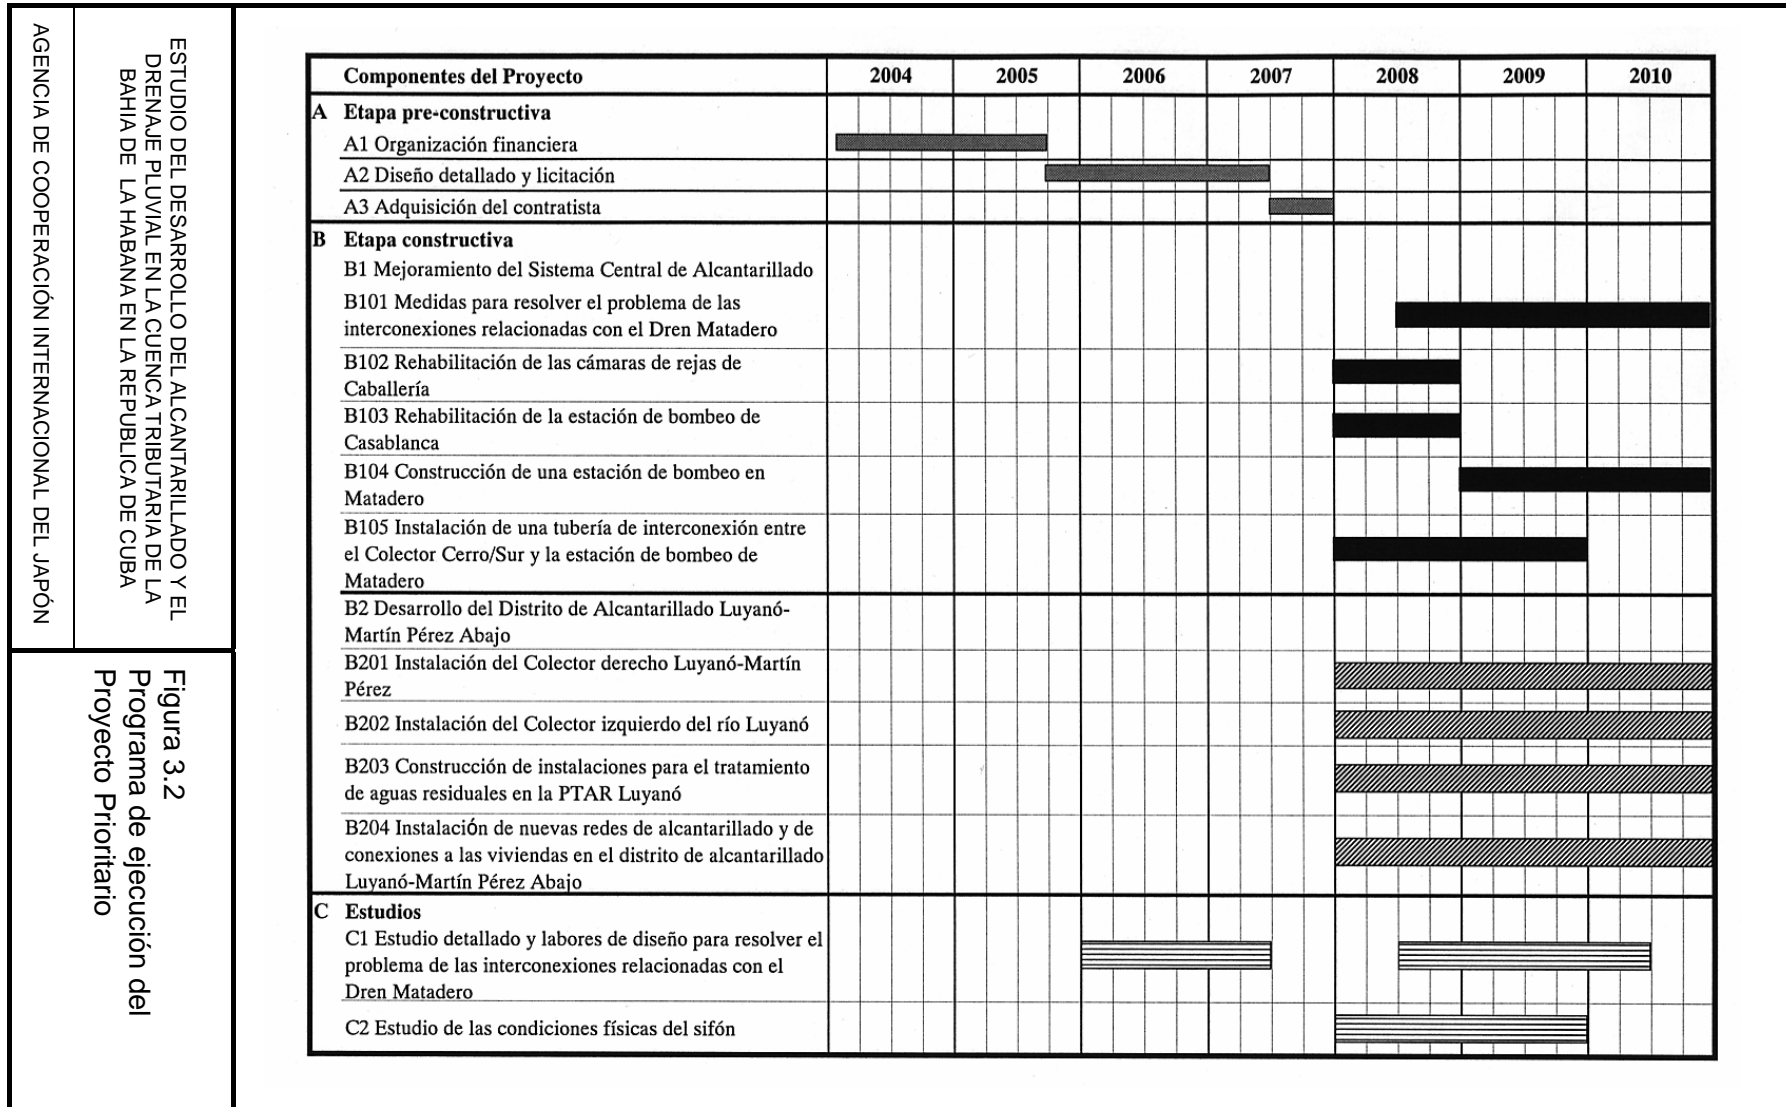 AGENCIA DE COOPERACIÓN INTERNACIONAL DEL JAPÓN
ESTUDIO DEL DESARROLLO DEL ALCANTARILLADO Y EL
DRENAJE PLUVIAL EN LA CUENCA TRIBUTARIA DE LA
BAHIA DE LA HABANA EN LA REPUBLICA DE CUBA
Figura 3.2
Programa de ejecución del
Proyecto Prioritario
Componentes del Proyecto 2004 2005 2006 2007 2008 2009 2010
A Etapa pre-constructiva
A1 Organización financiera
A2 Diseño detallado y licitación
A3 Adquisición del contratista
B Etapa constructiva
B1 Mejoramiento del Sistema Central de Alcantarillado
B101 Medidas para resolver el problema de las
interconexiones relacionadas con el Dren Matadero
B102 Rehabilitación de las cámaras de rejas de
Caballería
B103 Rehabilitación de la estación de bombeo de
Casablanca
B104 Construcción de una estación de bombeo en
Matadero
B105 Instalación de una tubería de interconexión entre
el Colector Cerro/Sur y la estación de bombeo de
Matadero
B2 Desarrollo del Distrito de Alcantarillado Luyanó-
Martín Pérez Abajo
B201 Instalación del Colector derecho Luyanó-Martín
Pérez
B202 Instalación del Colector izquierdo del río Luyanó
B203 Construcción de instalaciones para el tratamiento
de aguas residuales en la PTAR Luyanó
B204 Instalación de nuevas redes de alcantarillado y de
conexiones a las viviendas en el distrito de alcantarillado
Luyanó-Martín Pérez Abajo
C Estudios
C1 Estudio detallado y labores de diseño para resolver el
problema de las interconexiones relacionadas con el
Dren Matadero
C2 Estudio de las condiciones físicas del sifón